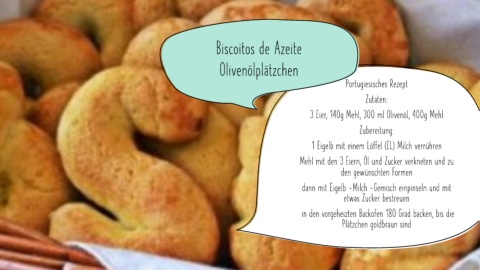 Biscoitos de Azeite
Olivenölplätzchen
Portugiesisches Rezept
Zutaten:
3 Eier, 140g Mehl, 300 ml Olivenöl, 400g Mehl
Zubereitung:
1 Eigelb mit einem Löffel (EL) Milch verrühren
Mehl mit den 3 Eiern, Öl und Zucker verkneten und zu
den gewünschten Formen
dann mit Eigelb -Milch -Gemisch einpinseln und mit
etwas Zucker bestreuen
in den vorgeheizten Backofen 180 Grad backen, bis die
Plätzchen goldbraun sind